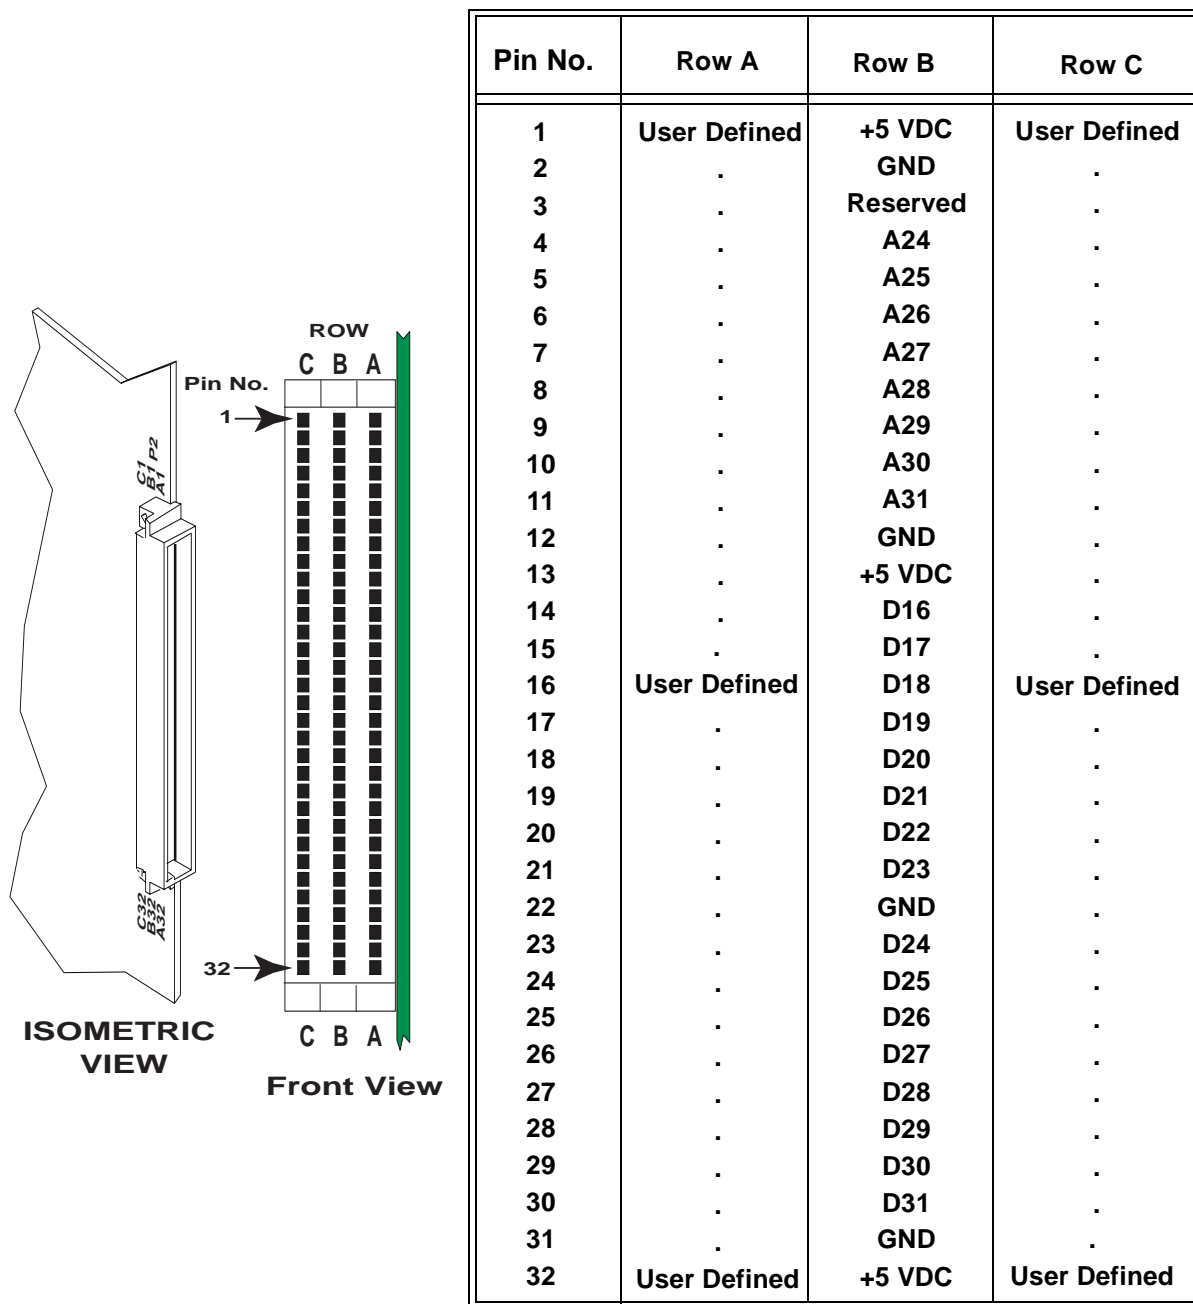 ROW
C B A
Pin No.
1
32
C B A
Front View
C1
B1 P2
A1
C32
B32
A32
ISOMETRIC
VIEW
Pin No. Row A Row B Row C
1 User Defined +5 VDC User Defined
2 . GND .
3 . Reserved .
4 . A24 .
5 . A25 .
6 . A26 .
7 . A27 .
8 . A28 .
9 . A29 .
10 . A30 .
11 . A31 .
12 . GND .
13 . +5 VDC .
14 . D16 .
15 . D17 .
16 User Defined D18 User Defined
17 . D19 .
18 . D20 .
19 . D21 .
20 . D22 .
21 . D23 .
22 . GND .
23 . D24 .
24 . D25 .
25 . D26 .
26 . D27 .
27 . D28 .
28 . D29 .
29 . D30 .
30 . D31 .
31 . GND .
32 User Defined +5 VDC User Defined